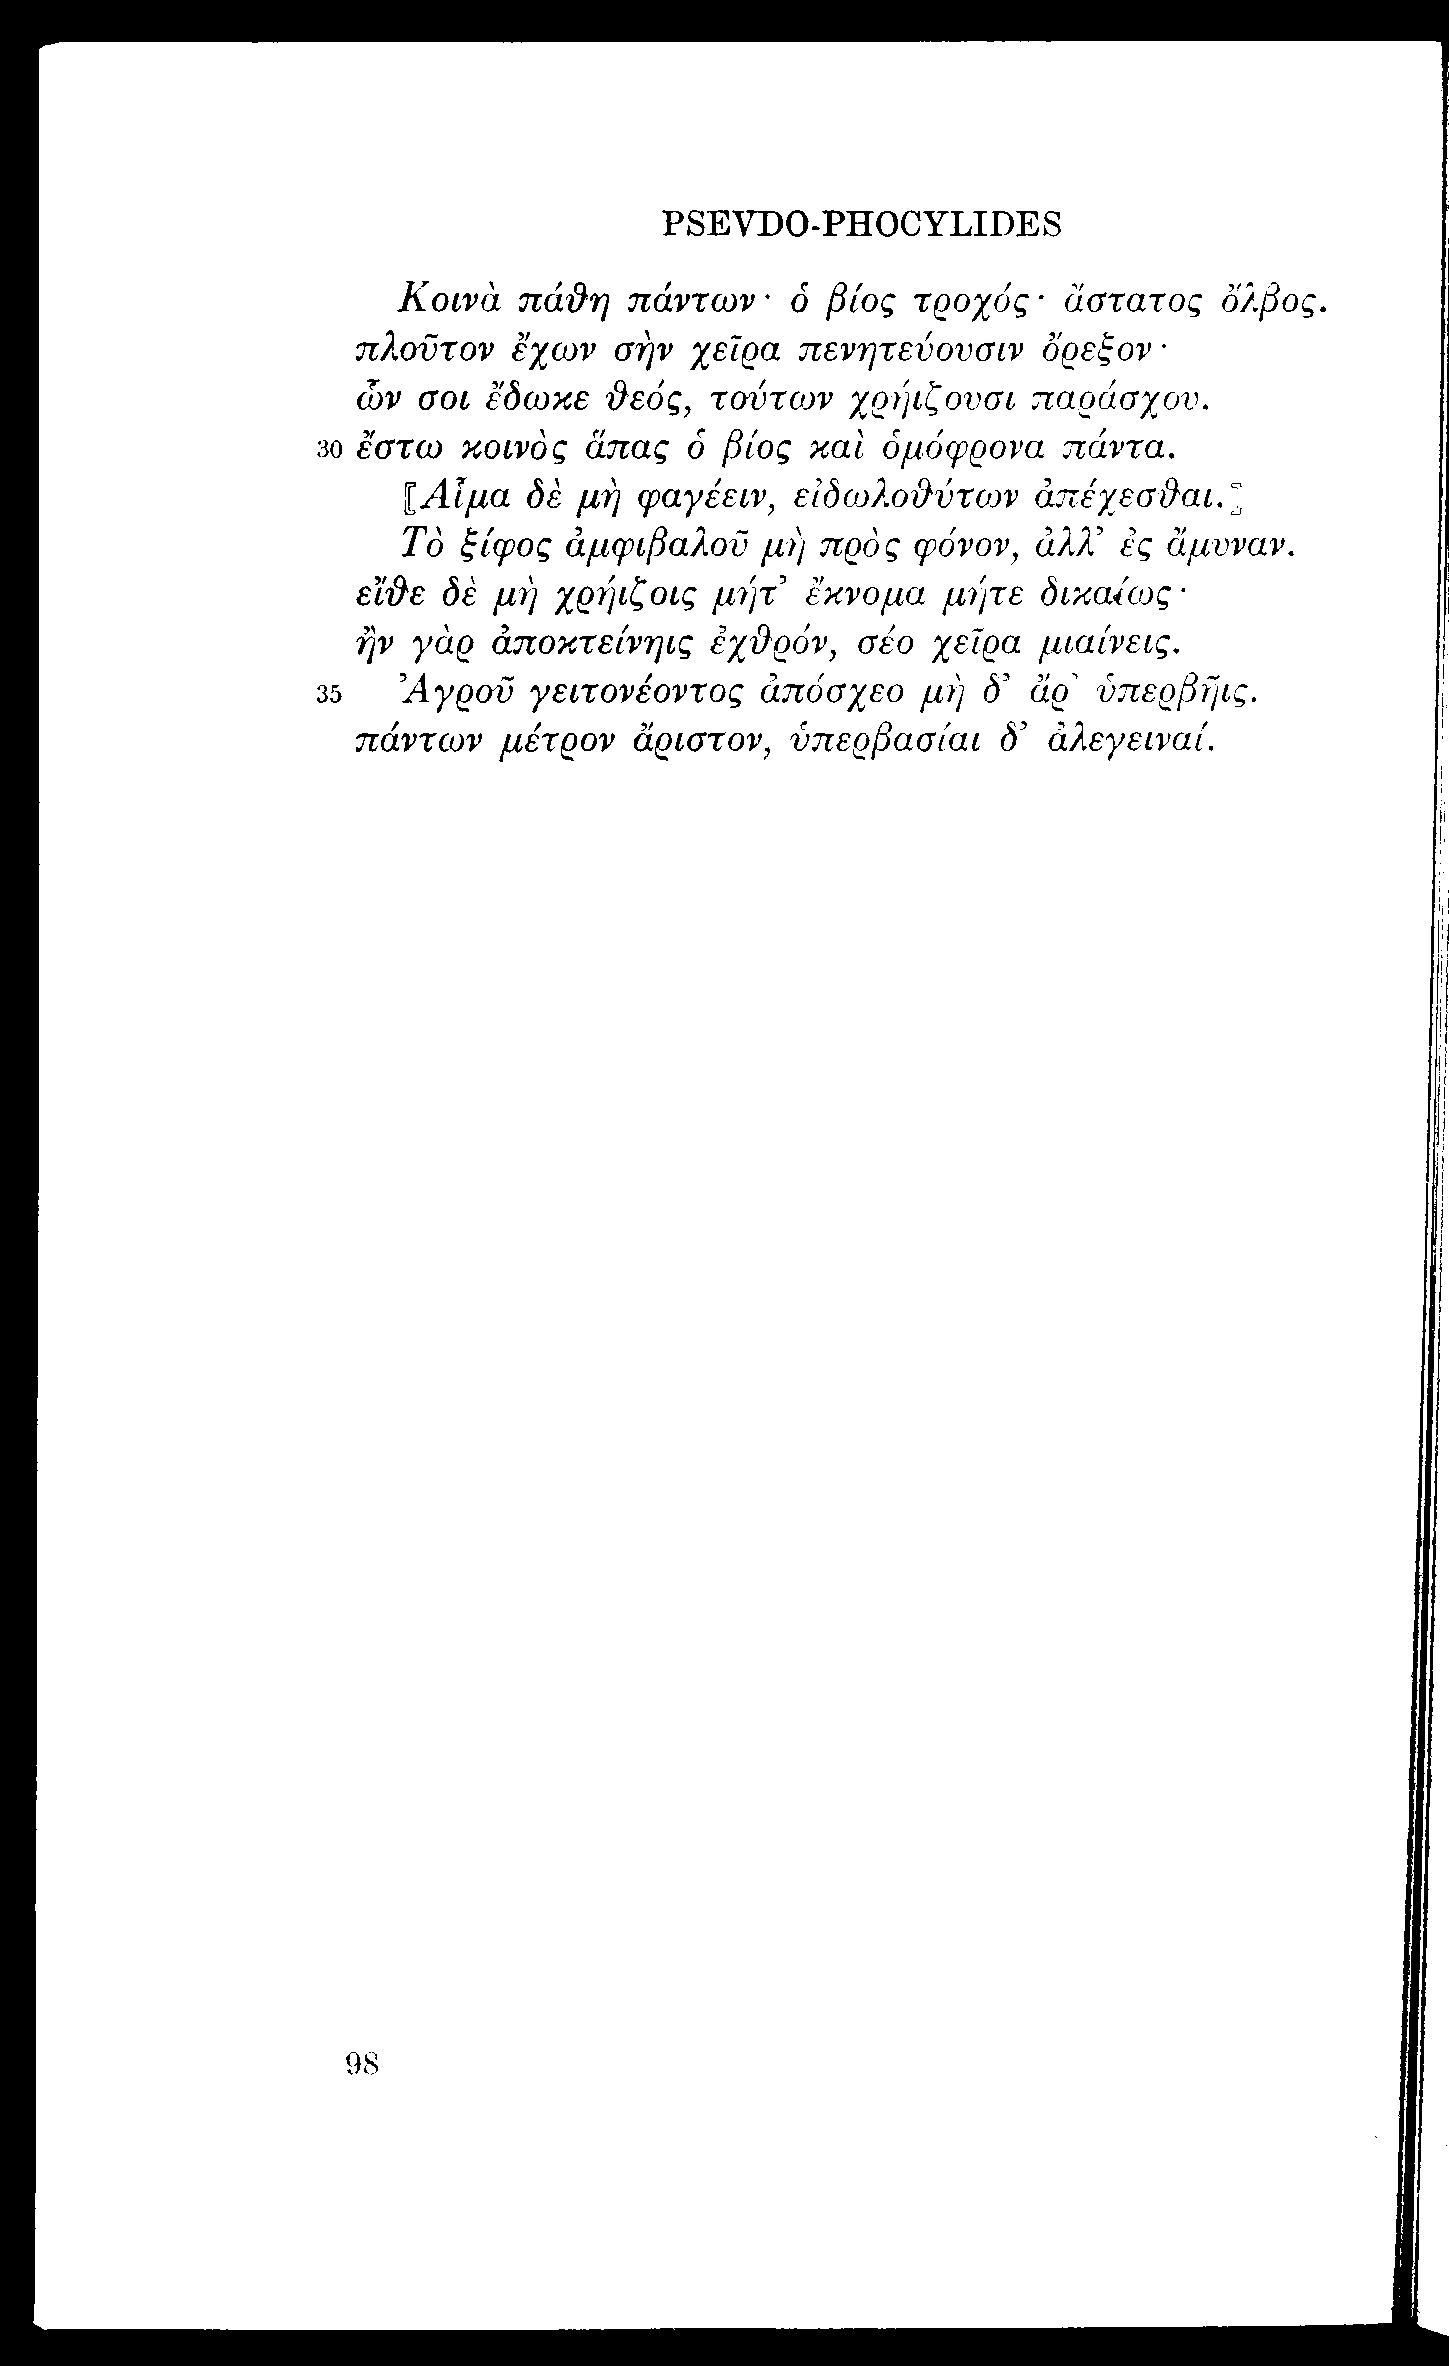 PSEVDO-PHOCYLIDES
Κοινὰ πάϑη πάντων· ὁ βίος τροχός· ἄστατος ὄλβος.
πλοῦτον ἔχων σὴν χεῖρα πενητεύουσιν ὄρεξον·
ὧν σοι ἔδωκε ϑεός, τούτων χρήιζουσι παράσχου.
30 ἔστω κοινὸς ἅπας ὁ βίος καὶ ὁμόφρονα πάντα.
⟦Αἷμα δὲ μὴ φαγέειν, εἰδωλοϑύτων ἀπέχεσϑαι.⟧
Τὸ ξίφος ἀμφιβαλοῦ μὴ πρὸς φόνον, ἀλλ’ ἐς ἄμυναν.
εἴϑε δὲ μὴ χρήιζοις μήτ’ ἔκνομα μήτε δικαίως·
ἢν γὰρ ἀποκτείνηις ἐχϑρόν, σέο χεῖρα μιαίνεις.
35 Ἀγροῦ γειτονέοντος ἀπόσχεο μὴ δ’ ἄρ’ ὑπερβῆις.
πάντων μέτρον ἄριστον, ὑπερβασίαι δ’ ἀλεγειναί.
98